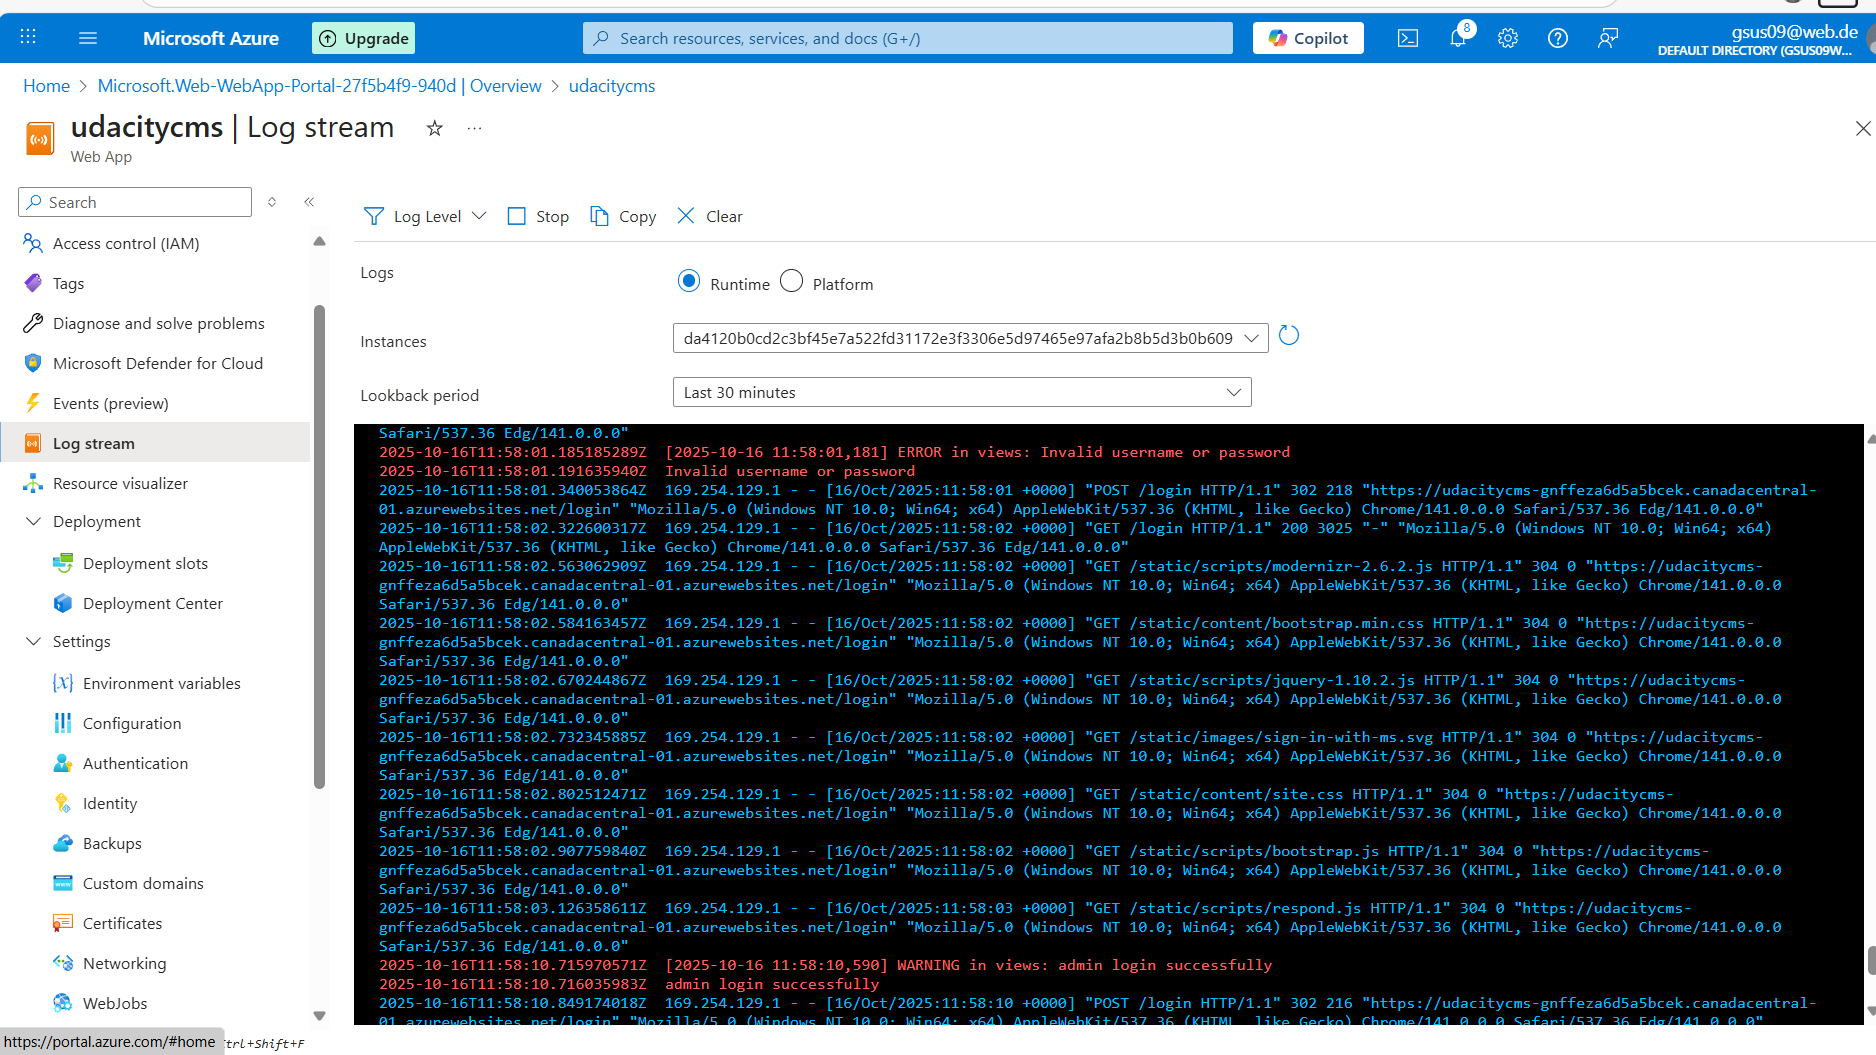 Microsoft Azure
Upgrade
Search resources, services, and docs (G+/)
Copilot
8
gsus09@web.de
DEFAULT DIRECTORY (GSUS09W...
Home > Microsoft.Web-WebApp-Portal-27f5b4f9-940d | Overview > udacitycms
udacitycms | Log stream
Web App
Search
Access control (IAM)
Tags
Diagnose and solve problems
Microsoft Defender for Cloud
Events (preview)
Log stream
Resource visualizer
Deployment
Deployment slots
Deployment Center
Settings
Environment variables
Configuration
Authentication
Identity
Backups
Custom domains
Certificates
Networking
WebJobs
https://portal.azure.com/#home
Ctrl+Shift+F
Log Level
Stop
Copy
Clear
Logs
Runtime
Platform
Instances
da4120b0cd2c3bf45e7a522fd31172e3f3306e5d97465e97afa2b8b5d3b0b609
Lookback period
Last 30 minutes
Safari/537.36 Edg/141.0.0.0"
2025-10-16T11:58:01.185185289Z  [2025-10-16 11:58:01,181] ERROR in views: Invalid username or password
2025-10-16T11:58:01.191635940Z  Invalid username or password
2025-10-16T11:58:01.340053864Z  169.254.129.1 - - [16/Oct/2025:11:58:01 +0000] "POST /login HTTP/1.1" 302 218 "https://udacitycms-gnffeza6d5a5bcek.canadacentral-
01.azurewebsites.net/login" "Mozilla/5.0 (Windows NT 10.0; Win64; x64) AppleWebKit/537.36 (KHTML, like Gecko) Chrome/141.0.0.0 Safari/537.36 Edg/141.0.0.0"
2025-10-16T11:58:02.322600317Z  169.254.129.1 - - [16/Oct/2025:11:58:02 +0000] "GET /login HTTP/1.1" 200 3025 "-" "Mozilla/5.0 (Windows NT 10.0; Win64; x64)
AppleWebKit/537.36 (KHTML, like Gecko) Chrome/141.0.0.0 Safari/537.36 Edg/141.0.0.0"
2025-10-16T11:58:02.563062909Z  169.254.129.1 - - [16/Oct/2025:11:58:02 +0000] "GET /static/scripts/modernizr-2.6.2.js HTTP/1.1" 304 0 "https://udacitycms-
gnffeza6d5a5bcek.canadacentral-01.azurewebsites.net/login" "Mozilla/5.0 (Windows NT 10.0; Win64; x64) AppleWebKit/537.36 (KHTML, like Gecko) Chrome/141.0.0.0
Safari/537.36 Edg/141.0.0.0"
2025-10-16T11:58:02.584163457Z  169.254.129.1 - - [16/Oct/2025:11:58:02 +0000] "GET /static/content/bootstrap.min.css HTTP/1.1" 304 0 "https://udacitycms-
gnffeza6d5a5bcek.canadacentral-01.azurewebsites.net/login" "Mozilla/5.0 (Windows NT 10.0; Win64; x64) AppleWebKit/537.36 (KHTML, like Gecko) Chrome/141.0.0.0
Safari/537.36 Edg/141.0.0.0"
2025-10-16T11:58:02.670244867Z  169.254.129.1 - - [16/Oct/2025:11:58:02 +0000] "GET /static/scripts/jquery-1.10.2.js HTTP/1.1" 304 0 "https://udacitycms-
gnffeza6d5a5bcek.canadacentral-01.azurewebsites.net/login" "Mozilla/5.0 (Windows NT 10.0; Win64; x64) AppleWebKit/537.36 (KHTML, like Gecko) Chrome/141.0.0.0
Safari/537.36 Edg/141.0.0.0"
2025-10-16T11:58:02.732345885Z  169.254.129.1 - - [16/Oct/2025:11:58:02 +0000] "GET /static/images/sign-in-with-ms.svg HTTP/1.1" 304 0 "https://udacitycms-
gnffeza6d5a5bcek.canadacentral-01.azurewebsites.net/login" "Mozilla/5.0 (Windows NT 10.0; Win64; x64) AppleWebKit/537.36 (KHTML, like Gecko) Chrome/141.0.0.0
Safari/537.36 Edg/141.0.0.0"
2025-10-16T11:58:02.802512471Z  169.254.129.1 - - [16/Oct/2025:11:58:02 +0000] "GET /static/content/site.css HTTP/1.1" 304 0 "https://udacitycms-
gnffeza6d5a5bcek.canadacentral-01.azurewebsites.net/login" "Mozilla/5.0 (Windows NT 10.0; Win64; x64) AppleWebKit/537.36 (KHTML, like Gecko) Chrome/141.0.0.0
Safari/537.36 Edg/141.0.0.0"
2025-10-16T11:58:02.907759840Z  169.254.129.1 - - [16/Oct/2025:11:58:02 +0000] "GET /static/scripts/bootstrap.js HTTP/1.1" 304 0 "https://udacitycms-
gnffeza6d5a5bcek.canadacentral-01.azurewebsites.net/login" "Mozilla/5.0 (Windows NT 10.0; Win64; x64) AppleWebKit/537.36 (KHTML, like Gecko) Chrome/141.0.0.0
Safari/537.36 Edg/141.0.0.0"
2025-10-16T11:58:03.126358611Z  169.254.129.1 - - [16/Oct/2025:11:58:03 +0000] "GET /static/scripts/respond.js HTTP/1.1" 304 0 "https://udacitycms-
gnffeza6d5a5bcek.canadacentral-01.azurewebsites.net/login" "Mozilla/5.0 (Windows NT 10.0; Win64; x64) AppleWebKit/537.36 (KHTML, like Gecko) Chrome/141.0.0.0
Safari/537.36 Edg/141.0.0.0"
2025-10-16T11:58:10.715970571Z  [2025-10-16 11:58:10,590] WARNING in views: admin login successfully
2025-10-16T11:58:10.716035983Z  admin login successfully
2025-10-16T11:58:10.849174018Z  169.254.129.1 - - [16/Oct/2025:11:58:10 +0000] "POST /login HTTP/1.1" 302 216 "https://udacitycms-gnffeza6d5a5bcek.canadacentral-
01.azurewebsites.net/login" "Mozilla/5.0 (Windows NT 10.0; Win64; x64) AppleWebKit/537.36 (KHTML, like Gecko) Chrome/141.0.0.0 Safari/537.36 Edg/141.0.0.0"